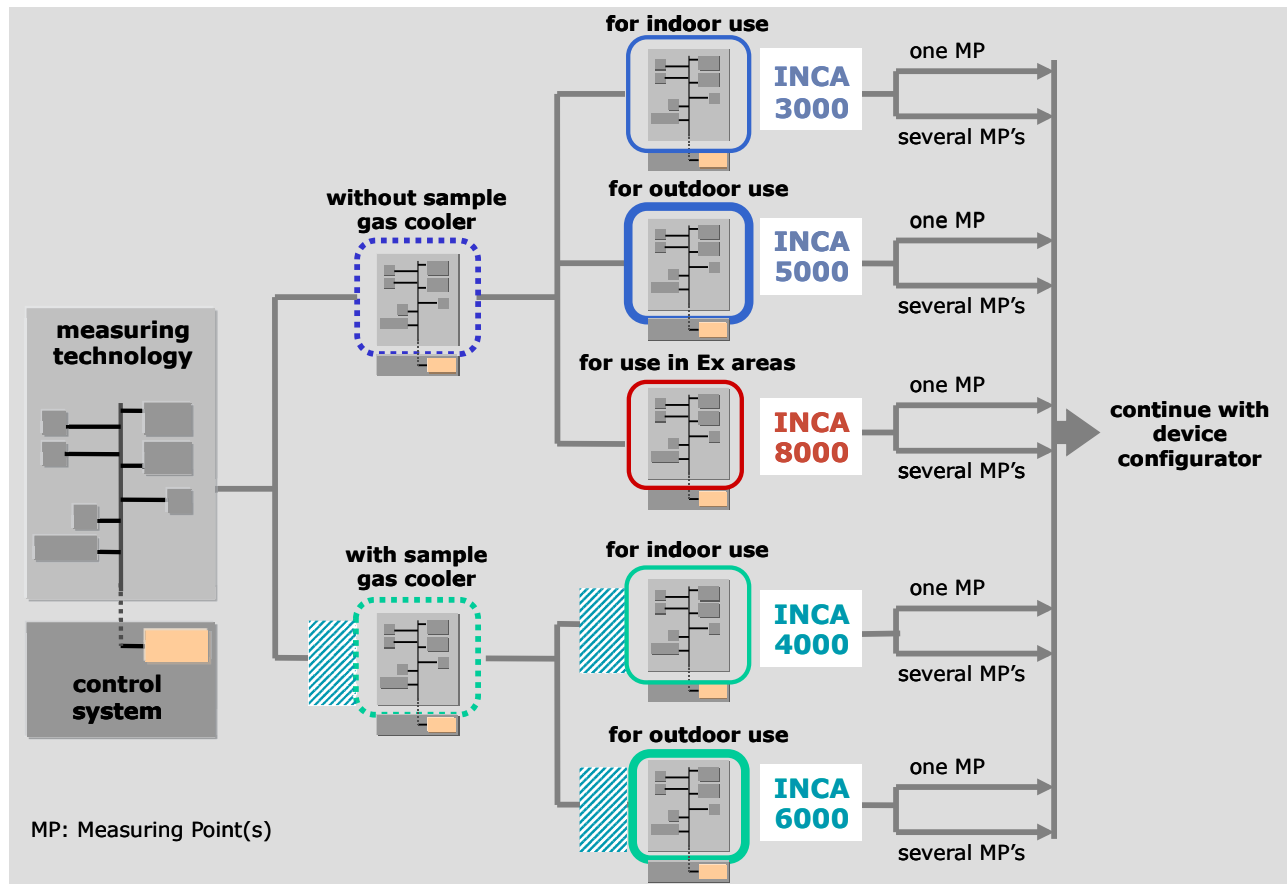 measuring
technology
control
system
MP: Measuring Point(s)
without sample
gas cooler
with sample
gas cooler
for indoor use
INCA
3000
one MP
several MP's
for outdoor use
INCA
5000
one MP
several MP's
for use in Ex areas
INCA
8000
one MP
several MP's
for indoor use
INCA
4000
one MP
several MP's
for outdoor use
INCA
6000
one MP
several MP's
continue with
device
configurator